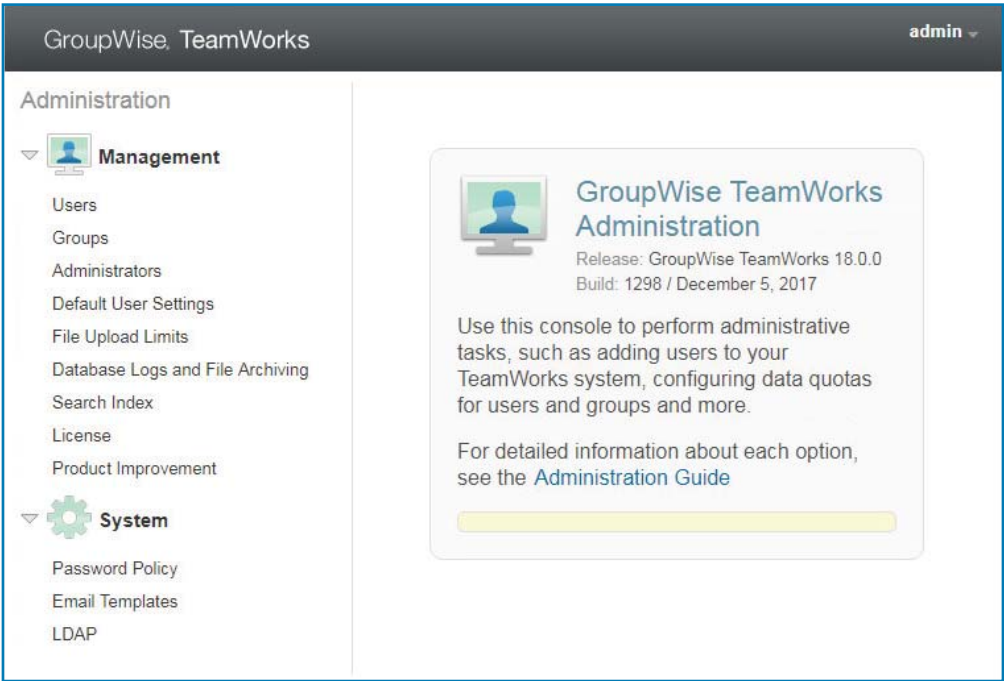 GroupWise. TeamWorks
admin
Administration
Management
Users
Groups
Administrators
Default User Settings
File Upload Limits
Database Logs and File Archiving
Search Index
License
Product Improvement
System
Password Policy
Email Templates
LDAP
GroupWise TeamWorks
Administration
Release: GroupWise TeamWorks 18.0.0
Build: 1298 / December 5, 2017
Use this console to perform administrative
tasks, such as adding users to your
TeamWorks system, configuring data quotas
for users and groups and more.
For detailed information about each option,
see the Administration Guide